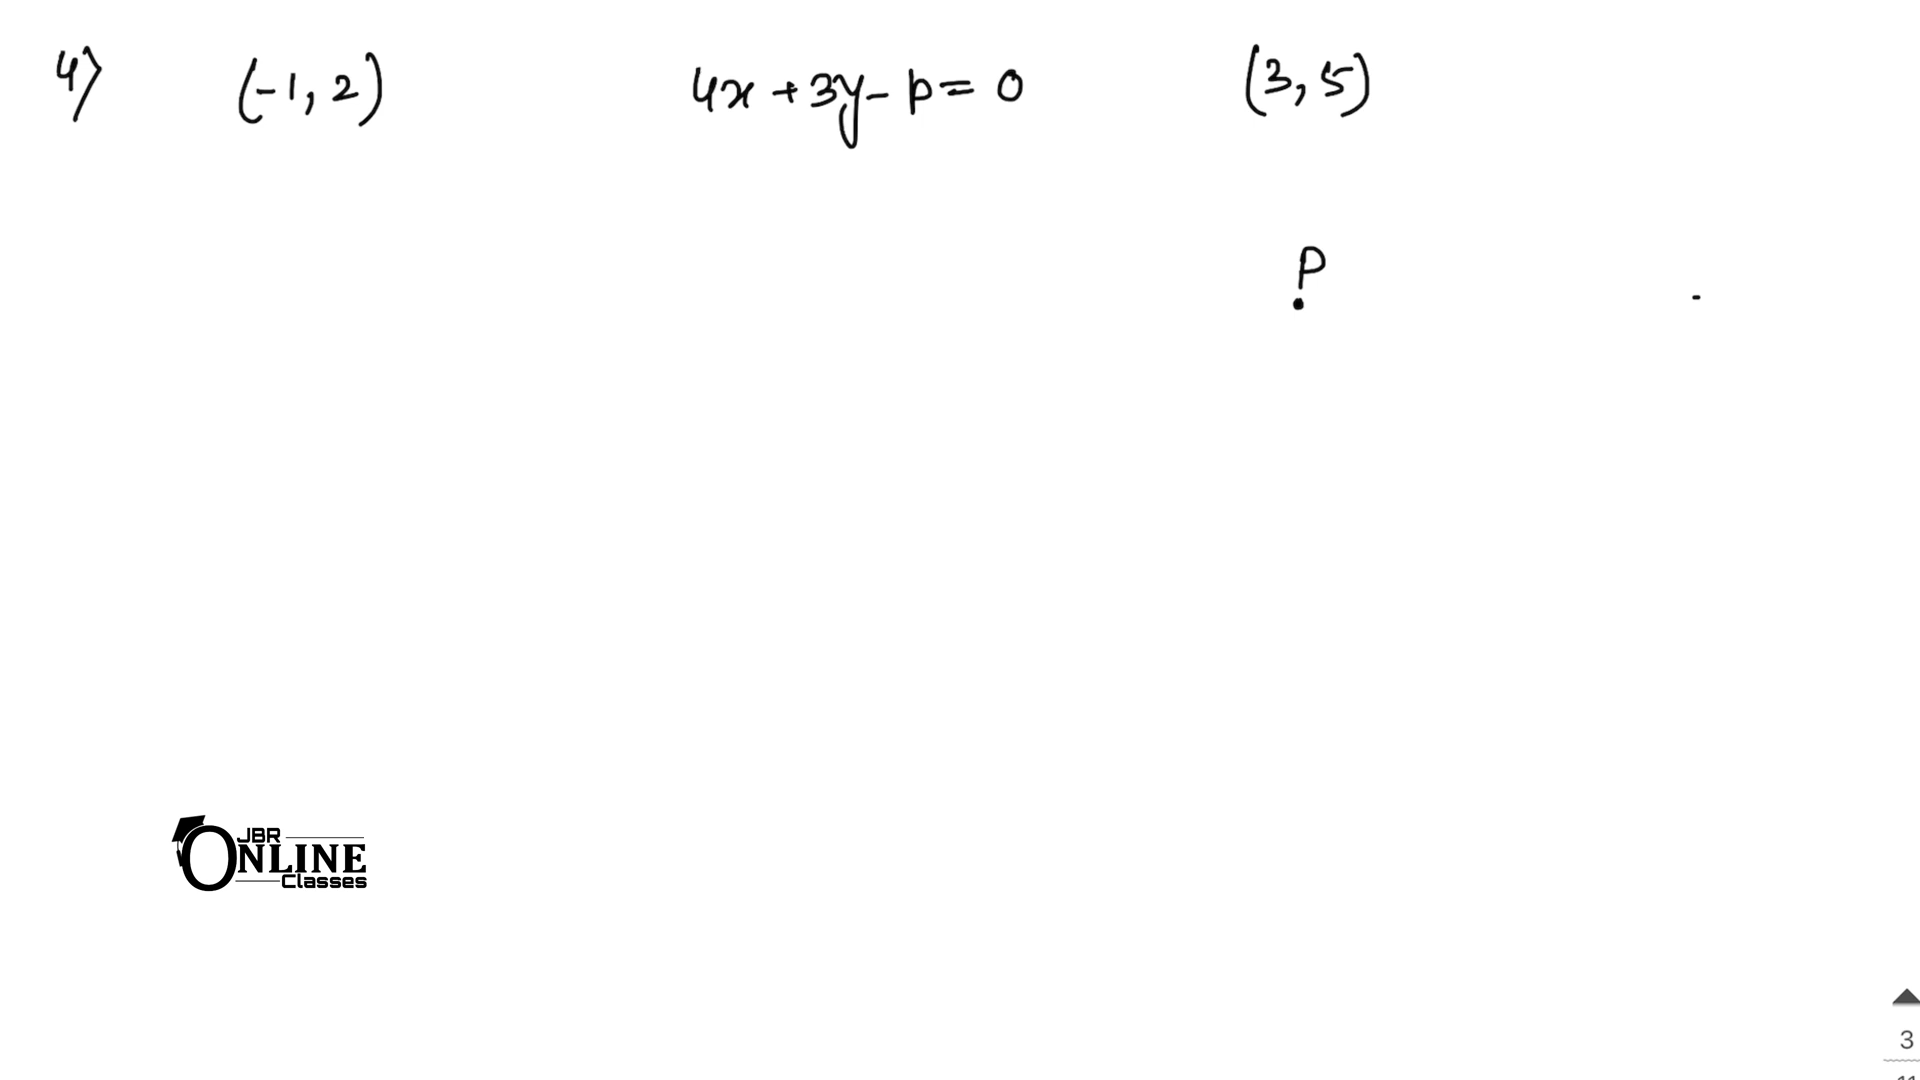 4) (-1, 2) 4x + 3y - p = 0 (3, 5)
P
JBR
ONLINE
Classes
3